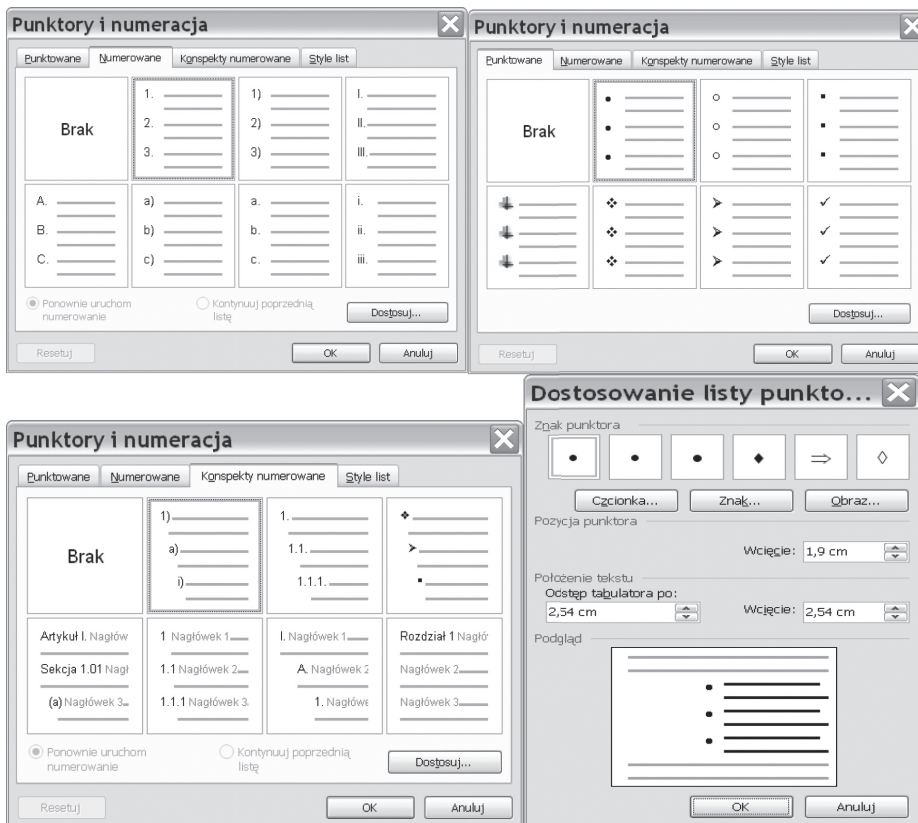 Punktory i numeracja
Punktowane Numerowane Konspekty numerowane Style list
Brak
1.
2.
3.
1)
2)
3)
I.
II.
III.
A.
B.
C.
a)
b)
c)
a.
b.
c.
i.
ii.
iii.
Ponownie uruchom
numerowanie
Kontynuuj poprzednią
listę
Dostosuj...
Resetuj
OK
Anuluj
Punktory i numeracja
Punktowane Numerowane Konspekty numerowane Style list
Brak
Dostosuj...
Resetuj
OK
Anuluj
Punktory i numeracja
Punktowane Numerowane Konspekty numerowane Style list
Brak
1)
a)
i)
1.
1.1.
1.1.1.
Artykuł I. Nagłów
Sekcja 1.01 Nagł
(a) Nagłówek 3
1 Nagłówek 1
1.1 Nagłówek 2
1.1.1 Nagłówek 3
I. Nagłówek 1
A. Nagłówek 2
1. Nagłówe
Rozdział 1 Nagłó
Nagłówek 2
Nagłówek 3
Ponownie uruchom
numerowanie
Kontynuuj poprzednią
listę
Dostosuj...
Resetuj
OK
Anuluj
Dostosowanie listy punkto...
Znak punktora
Czcionka...
Znak...
Obraz...
Pozycja punktora
Wcięcie: 1,9 cm
Położenie tekstu
Odstęp tabulatora po:
2,54 cm
Wcięcie: 2,54 cm
Podgląd
OK
Anuluj